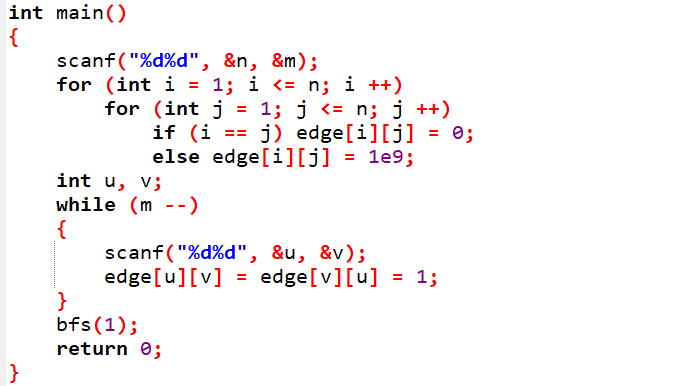 int main()
{
    scanf("%d%d", &n, &m);
    for (int i = 1; i <= n; i ++)
        for (int j = 1; j <= n; j ++)
            if (i == j) edge[i][j] = 0;
            else edge[i][j] = 1e9;
    int u, v;
    while (m --)
    {
        scanf("%d%d", &u, &v);
        edge[u][v] = edge[v][u] = 1;
    }
    bfs(1);
    return 0;
}